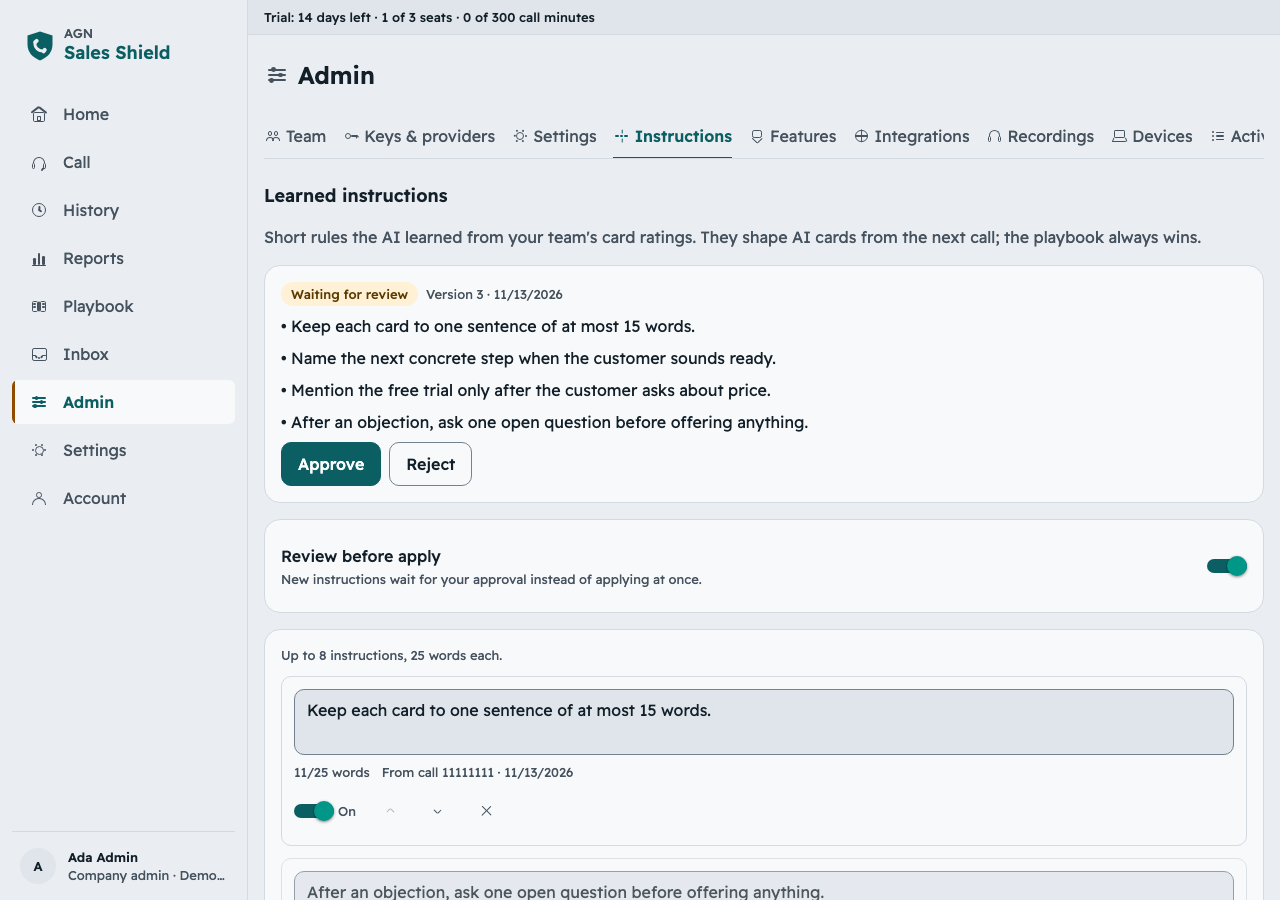 Trial: 14 days left · 1 of 3 seats · 0 of 300 call minutes
AGN
Sales Shield
Home
Call
History
Reports
Playbook
Inbox
Admin
Settings
Account
Ada Admin
Company admin · Demo…
Admin
Team
Keys & providers
Settings
Instructions
Features
Integrations
Recordings
Devices
Learned instructions
Short rules the AI learned from your team's card ratings. They shape AI cards from the next call; the playbook always wins.
Waiting for review
Version 3 · 11/13/2026
• Keep each card to one sentence of at most 15 words.
• Name the next concrete step when the customer sounds ready.
• Mention the free trial only after the customer asks about price.
• After an objection, ask one open question before offering anything.
Approve
Reject
Review before apply
New instructions wait for your approval instead of applying at once.
Up to 8 instructions, 25 words each.
Keep each card to one sentence of at most 15 words.
11/25 words
From call 11111111 · 11/13/2026
On
After an objection, ask one open question before offering anything.